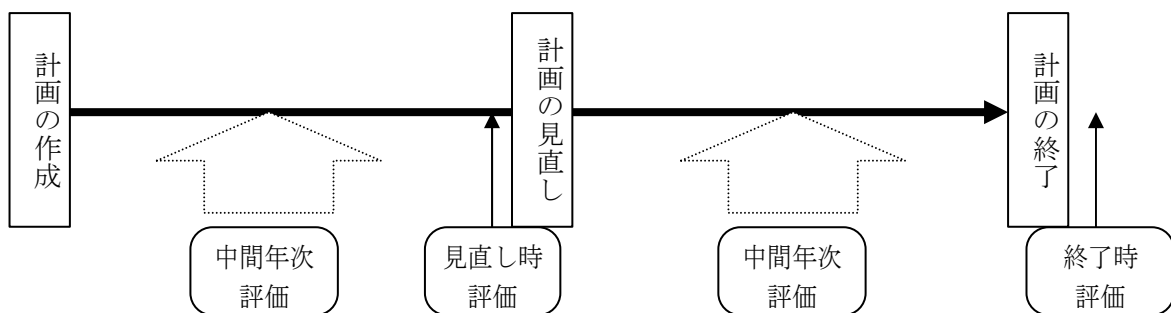 計画の作成
計画の見直し
計画の終了
中間年次
評価
見直し時
評価
中間年次
評価
終了時
評価